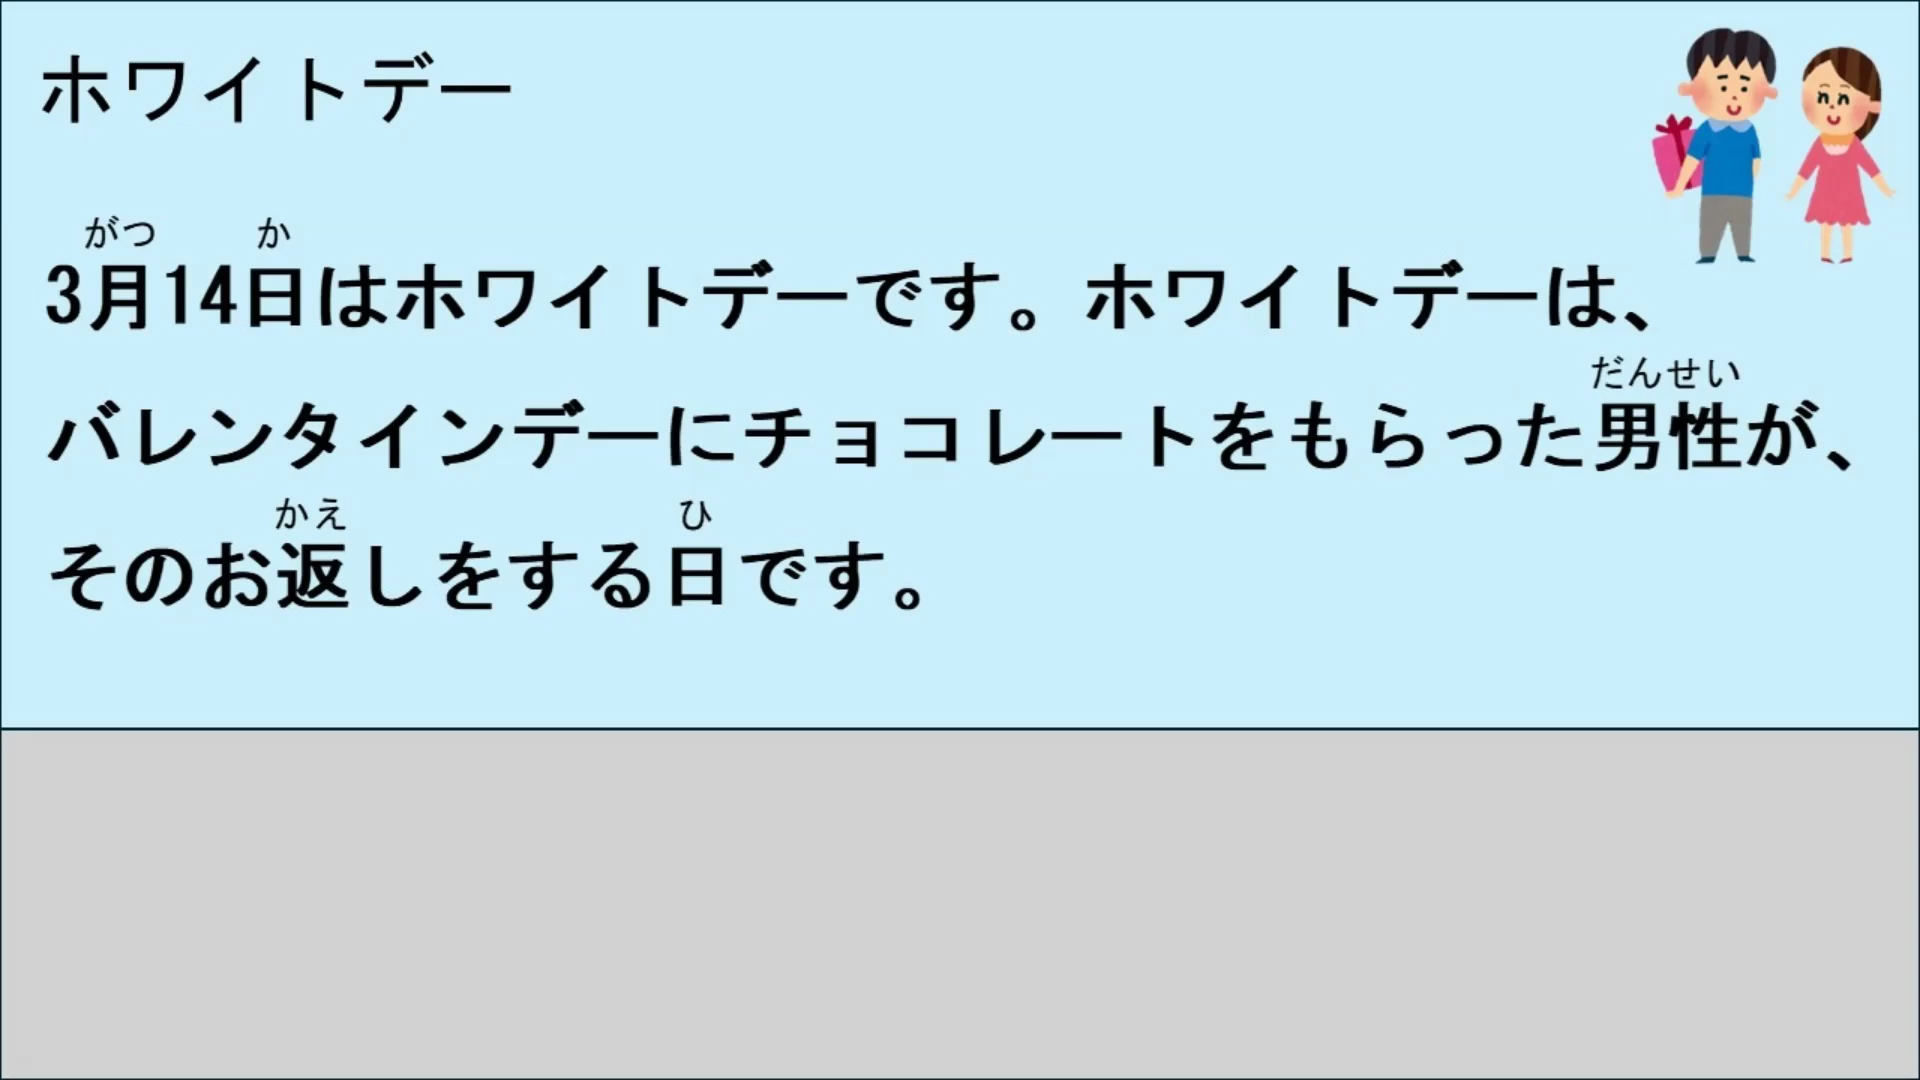 ホワイトデー
がつ か
3月14日はホワイトデーです。ホワイトデーは、
だんせい
バレンタインデーにチョコレートをもらった男性が、
かえ ひ
そのお返しをする日です。